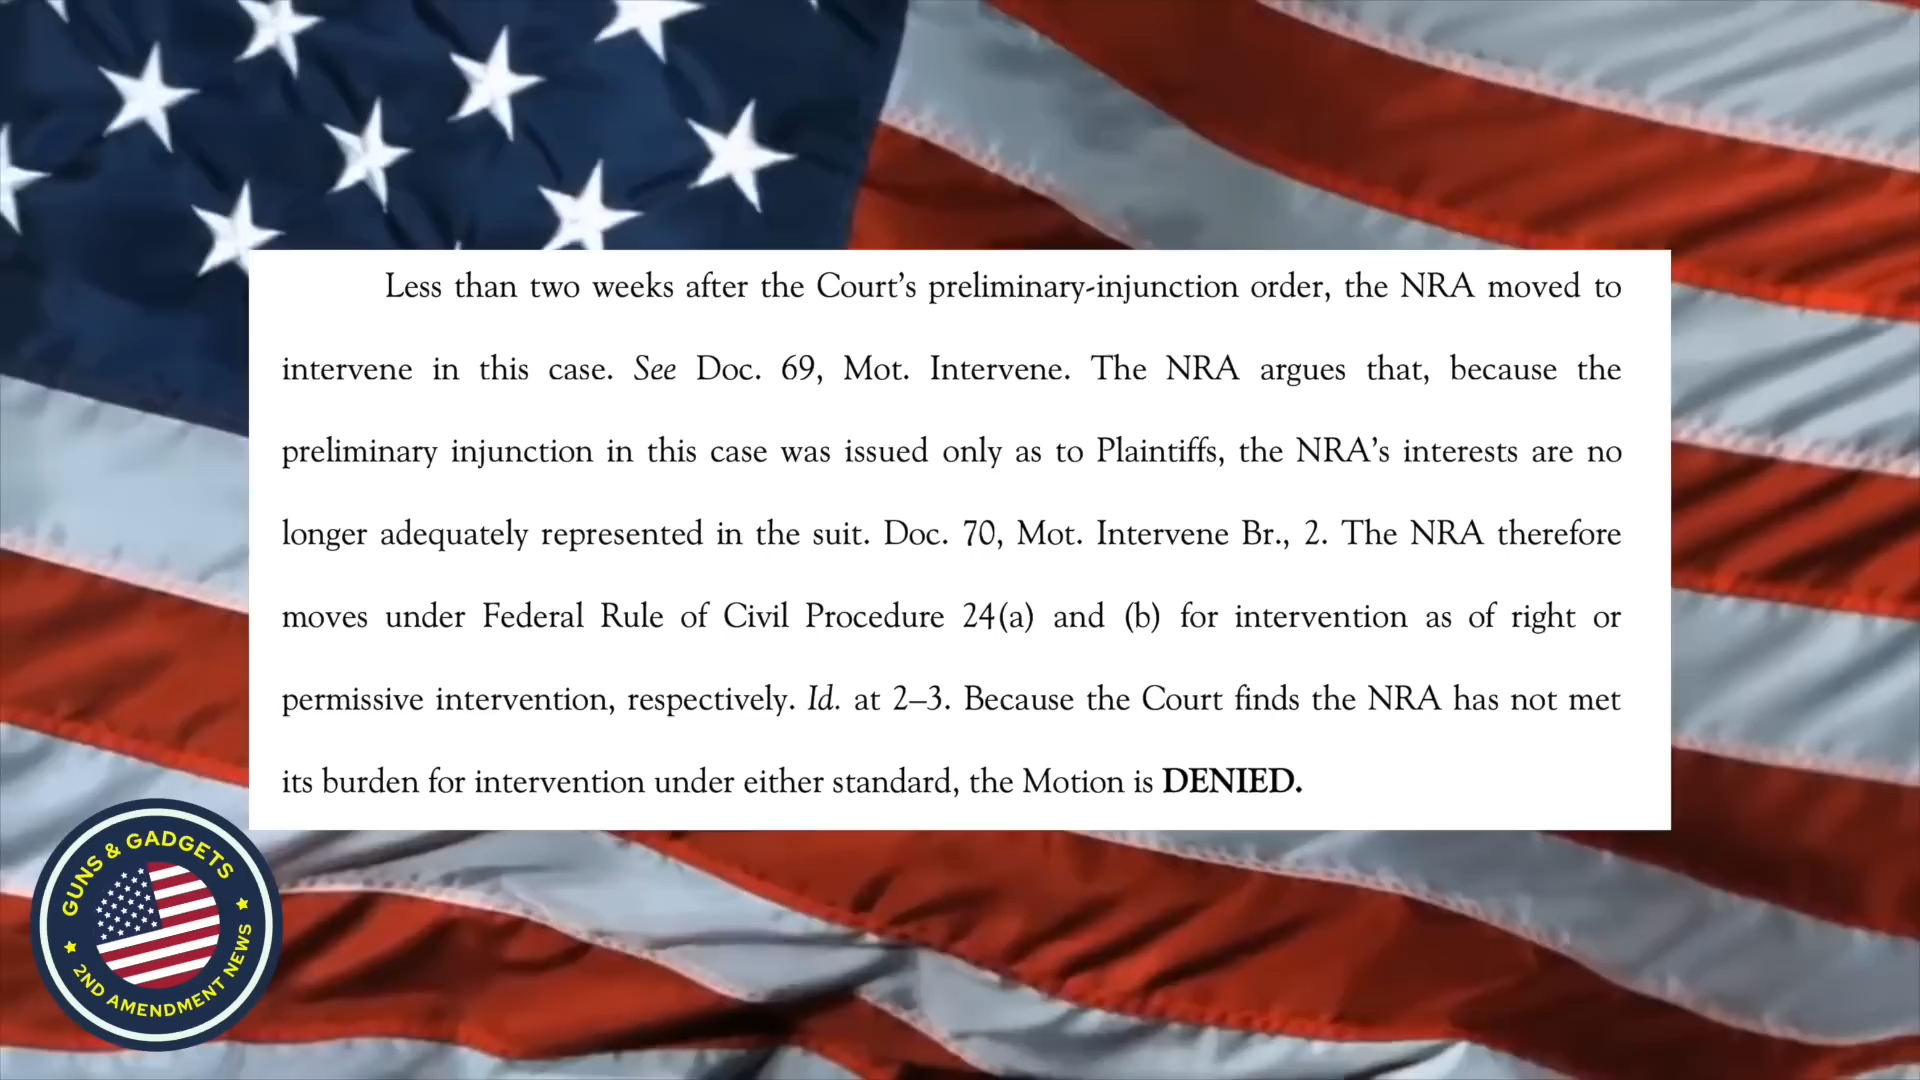 Less than two weeks after the Court's preliminary-injunction order, the NRA moved to
intervene in this case. See Doc. 69, Mot. Intervene. The NRA argues that, because the
preliminary injunction in this case was issued only as to Plaintiffs, the NRA's interests are no
longer adequately represented in the suit. Doc. 70, Mot. Intervene Br., 2. The NRA therefore
moves under Federal Rule of Civil Procedure 24(a) and (b) for intervention as of right or
permissive intervention, respectively. Id. at 2–3. Because the Court finds the NRA has not met
its burden for intervention under either standard, the Motion is DENIED.
GUNS & GADGETS
2ND AMENDMENT NEWS